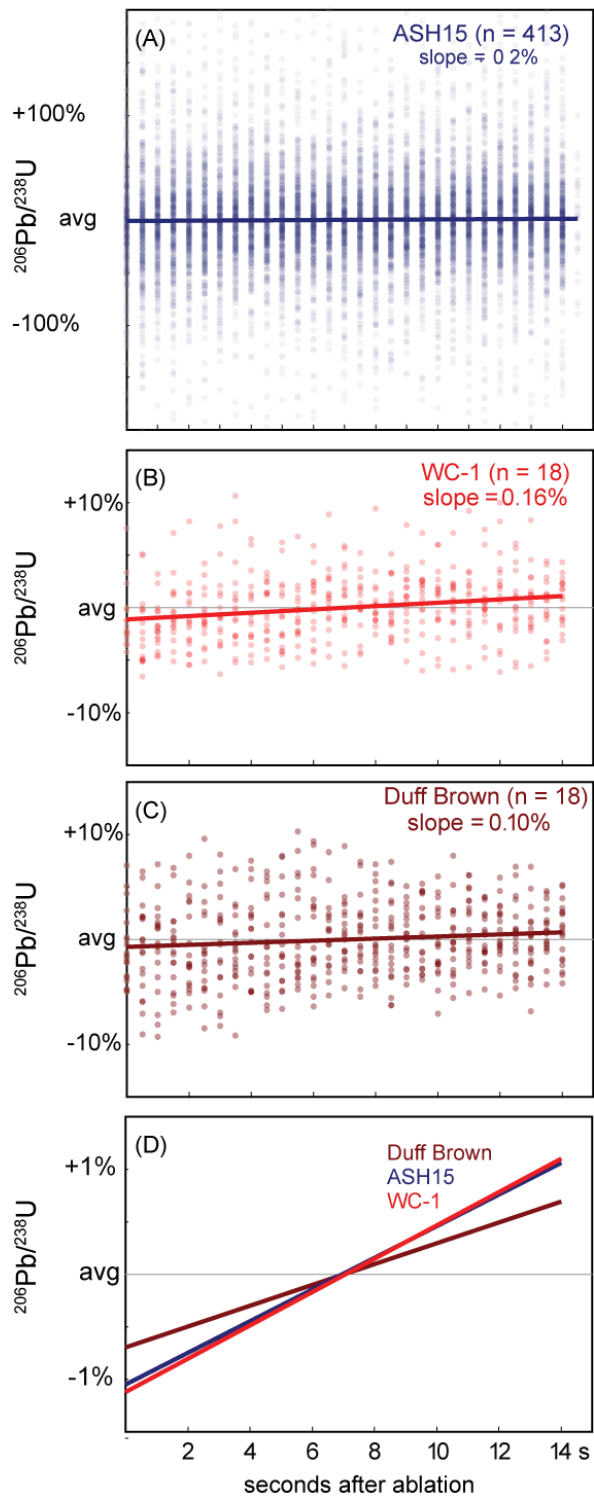 (A)
ASH15 (n = 413)
slope = 0 2%
+100%
avg
-100%
²⁰⁶Pb/²³⁸U
(B)
WC-1 (n = 18)
slope =0.16%
+10%
avg
-10%
²⁰⁶Pb/²³⁸U
(C)
Duff Brown (n = 18)
slope = 0.10%
+10%
avg
-10%
²⁰⁶Pb/²³⁸U
(D)
Duff Brown
ASH15
WC-1
+1%
avg
-1%
²⁰⁶Pb/²³⁸U
2 4 6 8 10 12 14 s
seconds after ablation